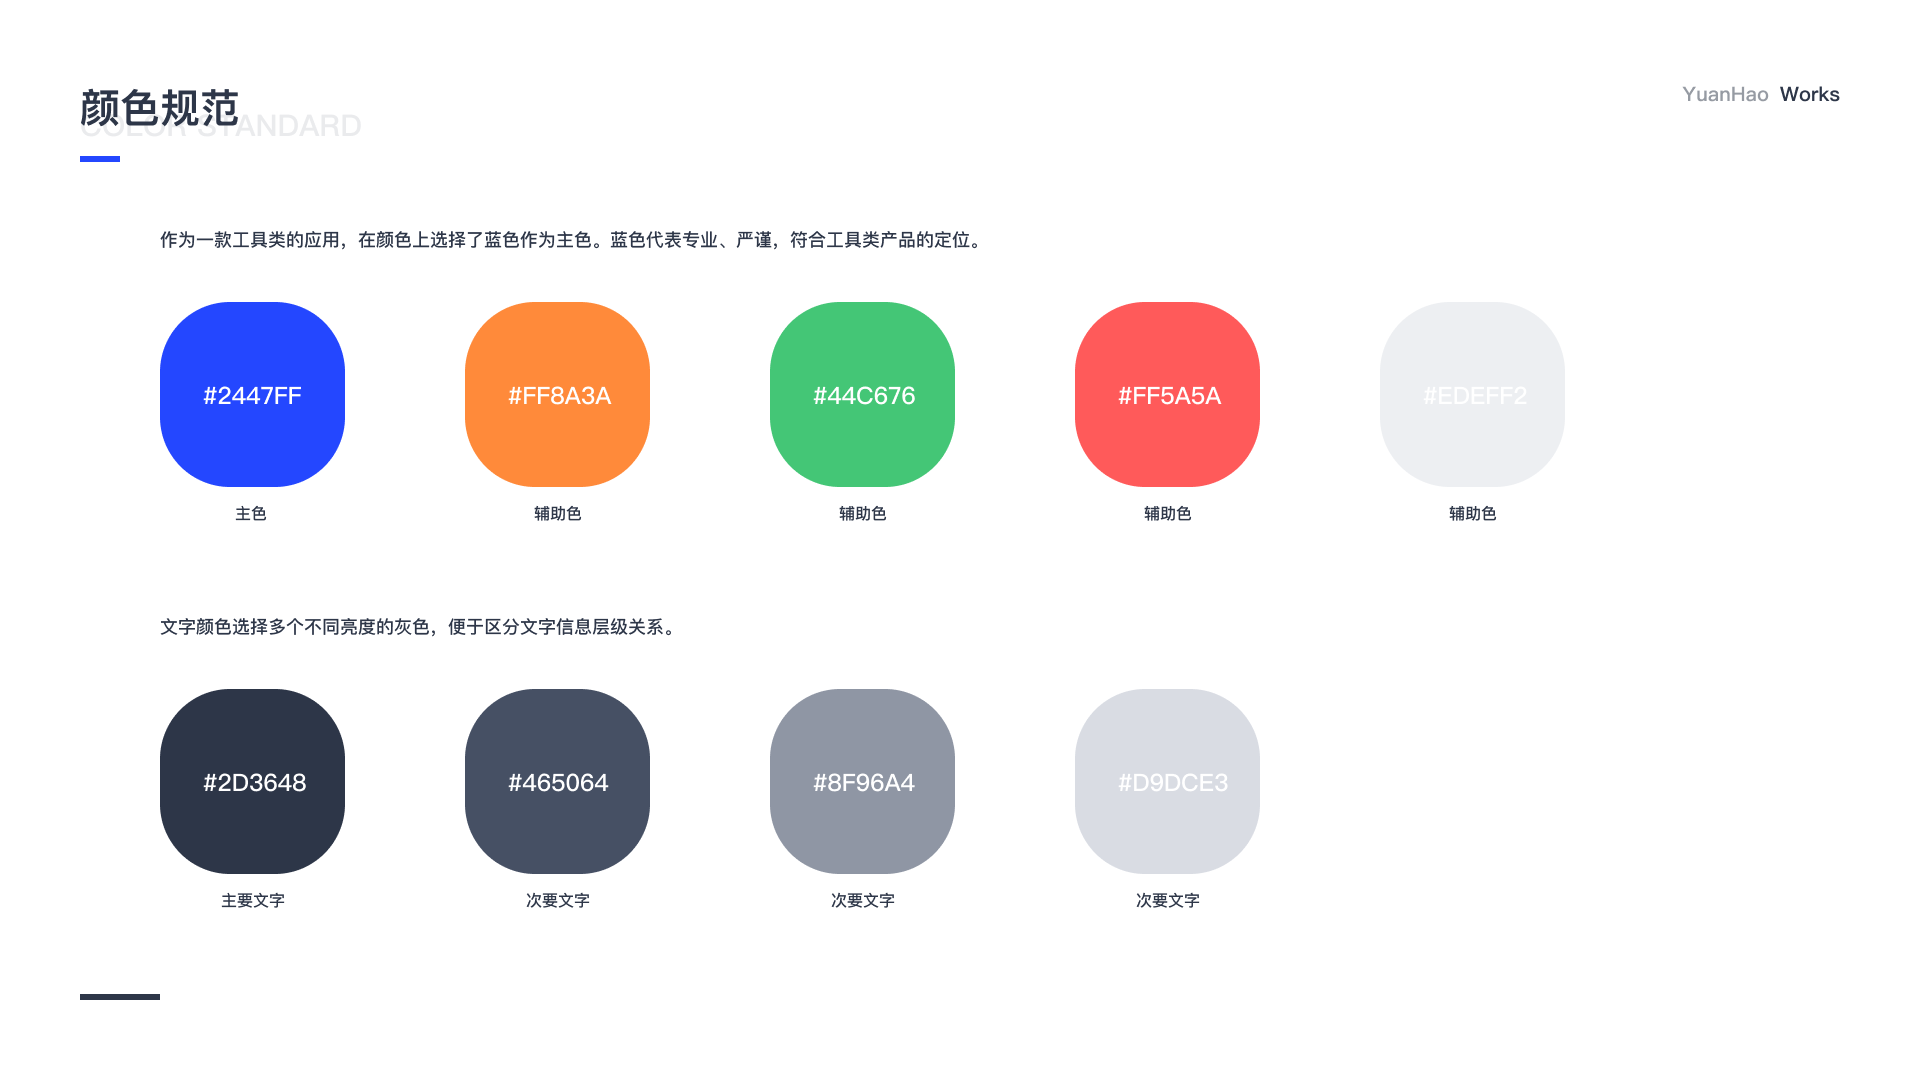 颜色规范
COLOR STANDARD
YuanHao Works
作为一款工具类的应用，在颜色上选择了蓝色作为主色。蓝色代表专业、严谨，符合工具类产品的定位。
#2447FF
#FF8A3A
#44C676
#FF5A5A
#EDEFF2
主色
辅助色
辅助色
辅助色
辅助色
文字颜色选择多个不同亮度的灰色，便于区分文字信息层级关系。
#2D3648
#465064
#8F96A4
#D9DCE3
主要文字
次要文字
次要文字
次要文字